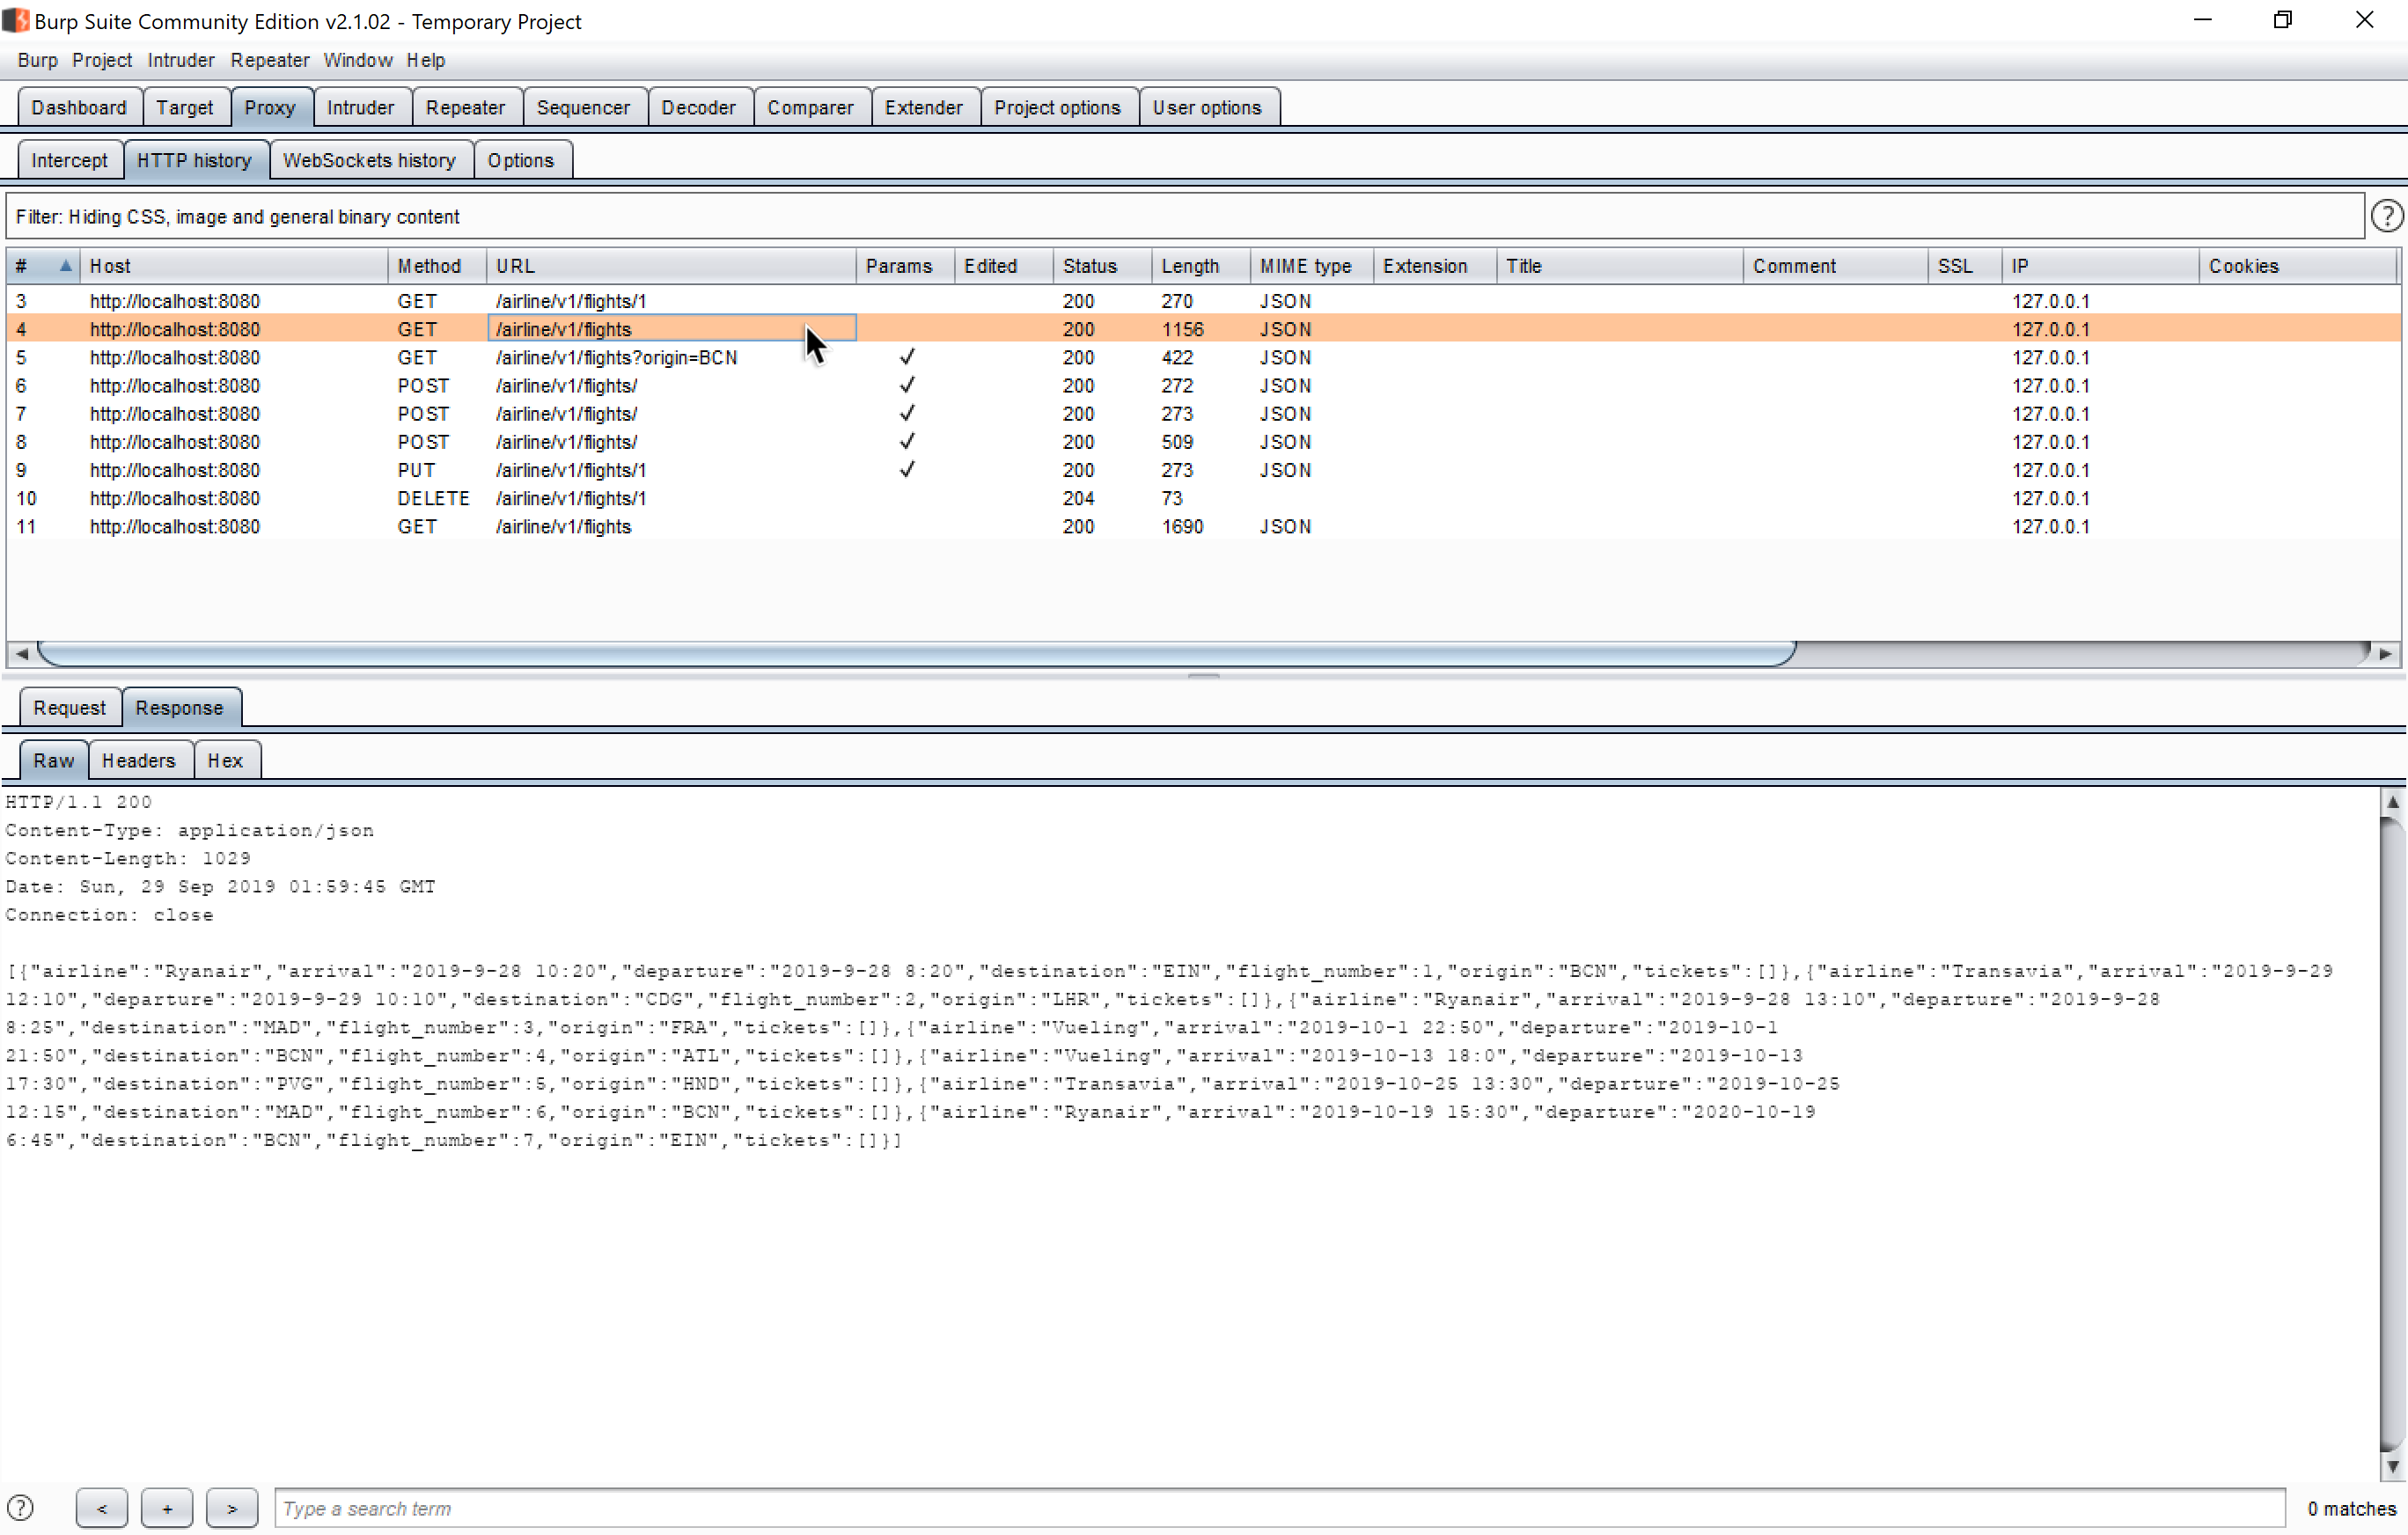 Burp Suite Community Edition v2.1.02 - Temporary Project
Burp Project Intruder Repeater Window Help
Dashboard Target Proxy Intruder Repeater Sequencer Decoder Comparer Extender Project options User options
Intercept HTTP history WebSockets history Options
Filter: Hiding CSS, image and general binary content ?
# Host Method URL Params Edited Status Length MIME type Extension Title Comment SSL IP Cookies
3 http://localhost:8080 GET /airline/v1/flights/1 200 270 JSON 127.0.0.1
4 http://localhost:8080 GET /airline/v1/flights 200 1156 JSON 127.0.0.1
5 http://localhost:8080 GET /airline/v1/flights?origin=BCN ✓ 200 422 JSON 127.0.0.1
6 http://localhost:8080 POST /airline/v1/flights/ ✓ 200 272 JSON 127.0.0.1
7 http://localhost:8080 POST /airline/v1/flights/ ✓ 200 273 JSON 127.0.0.1
8 http://localhost:8080 POST /airline/v1/flights/ ✓ 200 509 JSON 127.0.0.1
9 http://localhost:8080 PUT /airline/v1/flights/1 ✓ 200 273 JSON 127.0.0.1
10 http://localhost:8080 DELETE /airline/v1/flights/1 204 73 127.0.0.1
11 http://localhost:8080 GET /airline/v1/flights 200 1690 JSON 127.0.0.1
Request Response
Raw Headers Hex
HTTP/1.1 200
Content-Type: application/json
Content-Length: 1029
Date: Sun, 29 Sep 2019 01:59:45 GMT
Connection: close
[{"airline":"Ryanair","arrival":"2019-9-28 10:20","departure":"2019-9-28 8:20","destination":"EIN","flight_number":1,"origin":"BCN","tickets":[]},{"airline":"Transavia","arrival":"2019-9-29
12:10","departure":"2019-9-29 10:10","destination":"CDG","flight_number":2,"origin":"LHR","tickets":[]},{"airline":"Ryanair","arrival":"2019-9-28 13:10","departure":"2019-9-28
8:25","destination":"MAD","flight_number":3,"origin":"FRA","tickets":[]},{"airline":"Vueling","arrival":"2019-10-1 22:50","departure":"2019-10-1
21:50","destination":"BCN","flight_number":4,"origin":"ATL","tickets":[]},{"airline":"Vueling","arrival":"2019-10-13 18:0","departure":"2019-10-13
17:30","destination":"PVG","flight_number":5,"origin":"HND","tickets":[]},{"airline":"Transavia","arrival":"2019-10-25 13:30","departure":"2019-10-25
12:15","destination":"MAD","flight_number":6,"origin":"BCN","tickets":[]},{"airline":"Ryanair","arrival":"2019-10-19 15:30","departure":"2020-10-19
6:45","destination":"BCN","flight_number":7,"origin":"EIN","tickets":[]}]
? < + > Type a search term 0 matches